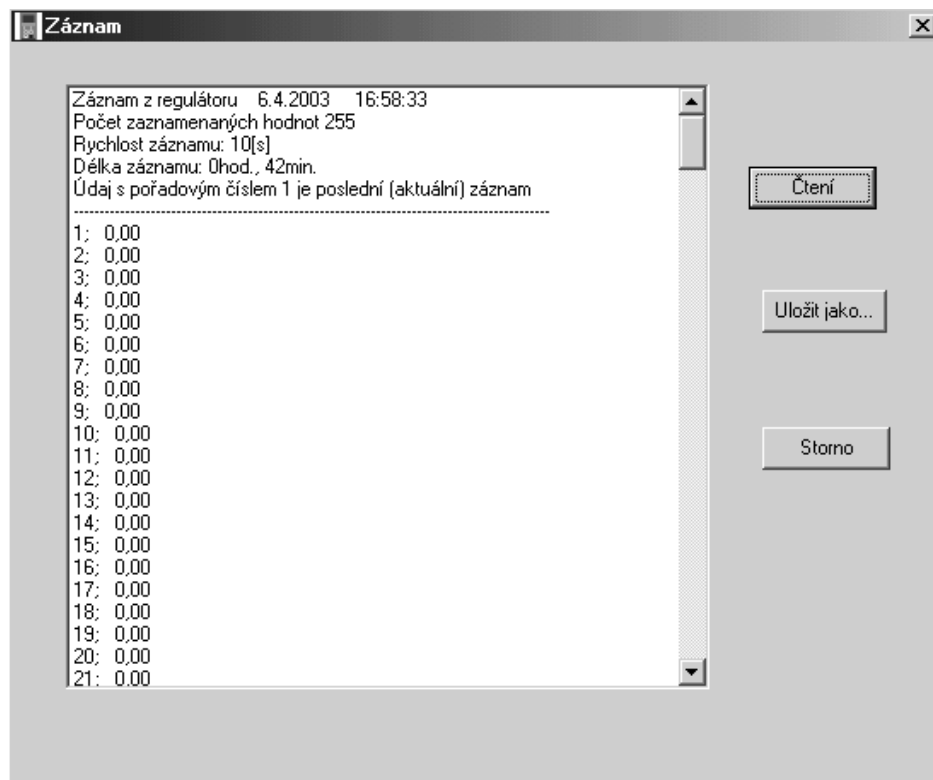 Záznam
Záznam z regulátoru 6.4.2003 16:58:33
Počet zaznamenaných hodnot 255
Rychlost záznamu: 10[s]
Délka záznamu: 0hod., 42min.
Údaj s pořadovým číslem 1 je poslední (aktuální) záznam
--------------------------------------------------------------------------------------------
1; 0,00
2; 0,00
3; 0,00
4; 0,00
5; 0,00
6; 0,00
7; 0,00
8; 0,00
9; 0,00
10; 0,00
11; 0,00
12; 0,00
13; 0,00
14; 0,00
15; 0,00
16; 0,00
17; 0,00
18; 0,00
19; 0,00
20; 0,00
21; 0,00
Čtení
Uložit jako...
Storno